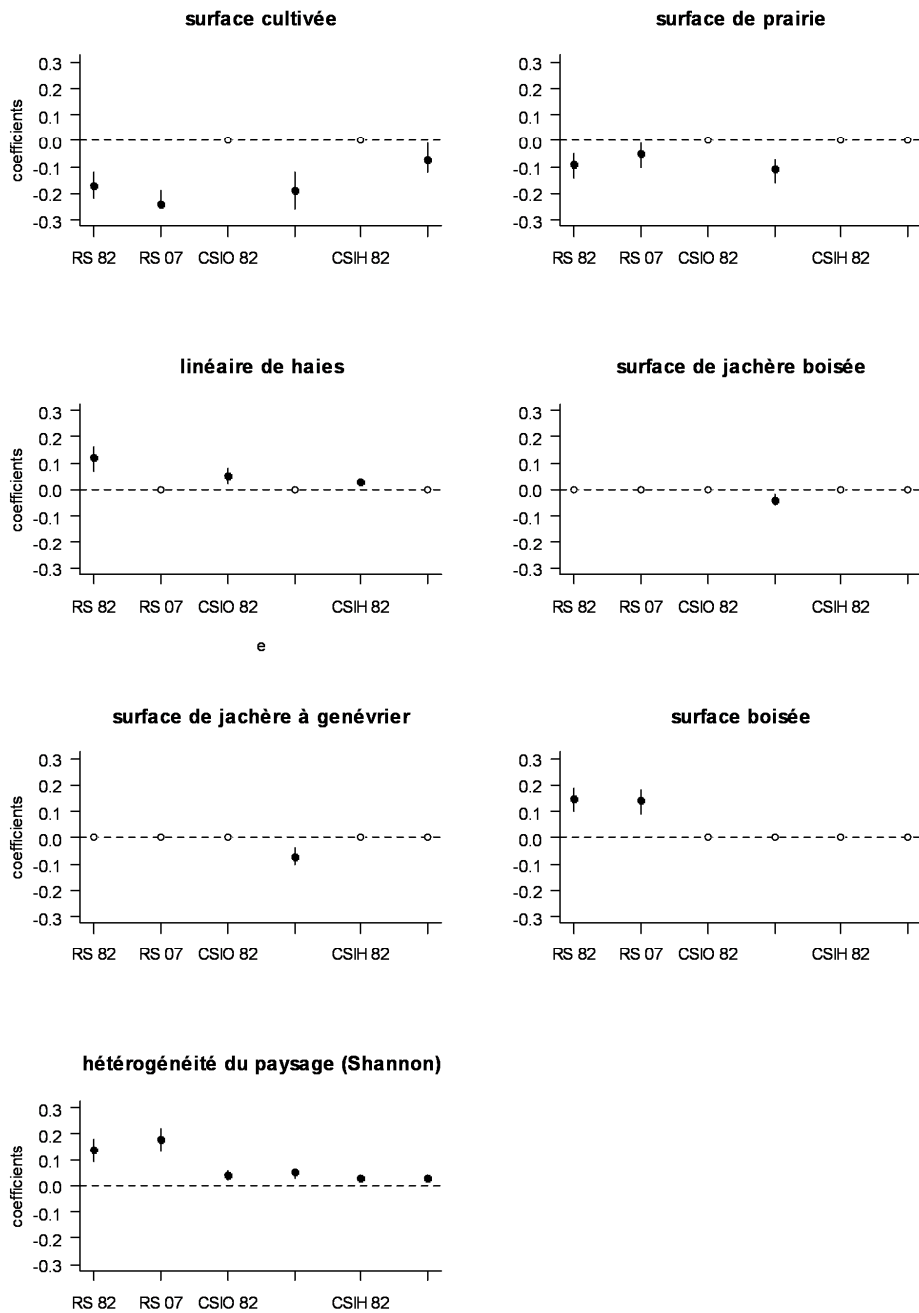 surface cultivée
coefficients
0.3
0.2
0.1
0.0
-0.1
-0.2
-0.3
RS 82 RS 07 CSIO 82 CSIH 82
surface de prairie
0.3
0.2
0.1
0.0
-0.1
-0.2
-0.3
RS 82 RS 07 CSIO 82 CSIH 82
linéaire de haies
coefficients
0.3
0.2
0.1
0.0
-0.1
-0.2
-0.3
RS 82 RS 07 CSIO 82 CSIH 82
e
surface de jachère boisée
0.3
0.2
0.1
0.0
-0.1
-0.2
-0.3
RS 82 RS 07 CSIO 82 CSIH 82
surface de jachère à genévrier
coefficients
0.3
0.2
0.1
0.0
-0.1
-0.2
-0.3
RS 82 RS 07 CSIO 82 CSIH 82
surface boisée
0.3
0.2
0.1
0.0
-0.1
-0.2
-0.3
RS 82 RS 07 CSIO 82 CSIH 82
hétérogénéité du paysage (Shannon)
coefficients
0.3
0.2
0.1
0.0
-0.1
-0.2
-0.3
RS 82 RS 07 CSIO 82 CSIH 82